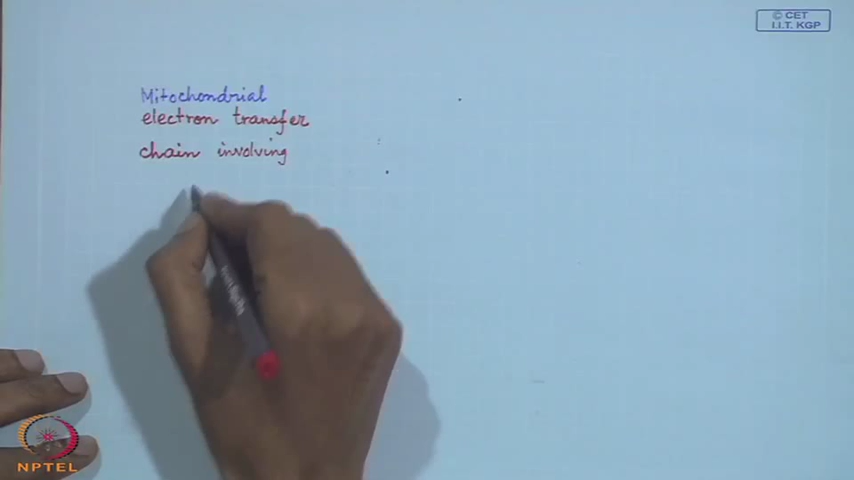 © CET
I.I.T. KGP
Mitochondrial
electron transfer
chain involving
NPTEL